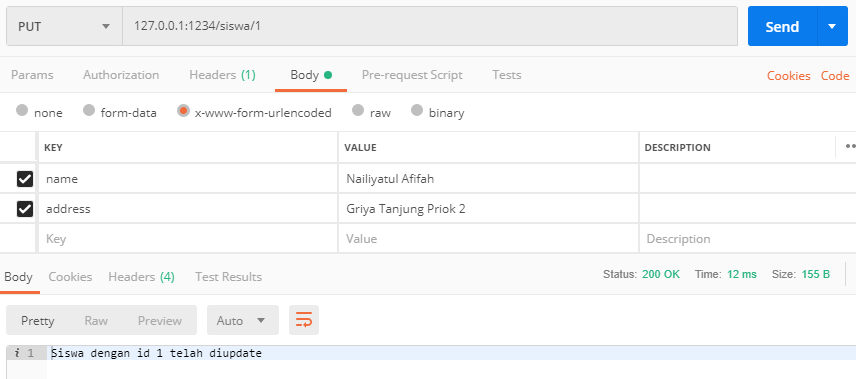 PUT 127.0.0.1:1234/siswa/1 Send
Params Authorization Headers (1) Body Pre-request Script Tests Cookies Code
none form-data x-www-form-urlencoded raw binary
KEY VALUE DESCRIPTION
name Nailiyatul Afifah
address Griya Tanjung Priok 2
Key Value Description
Body Cookies Headers (4) Test Results Status: 200 OK Time: 12 ms Size: 155 B
Pretty Raw Preview Auto
i 1 Siswa dengan id 1 telah diupdate